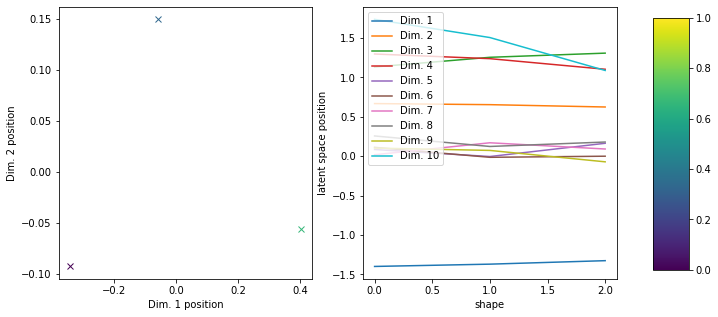 0.15
0.10
0.05
0.00
−0.05
−0.10
Dim. 2 position
−0.2
0.0
0.2
0.4
Dim. 1 position
1.5
1.0
0.5
0.0
−0.5
−1.0
−1.5
latent space position
Dim. 1
Dim. 2
Dim. 3
Dim. 4
Dim. 5
Dim. 6
Dim. 7
Dim. 8
Dim. 9
Dim. 10
0.0
0.5
1.0
1.5
2.0
shape
1.0
0.8
0.6
0.4
0.2
0.0